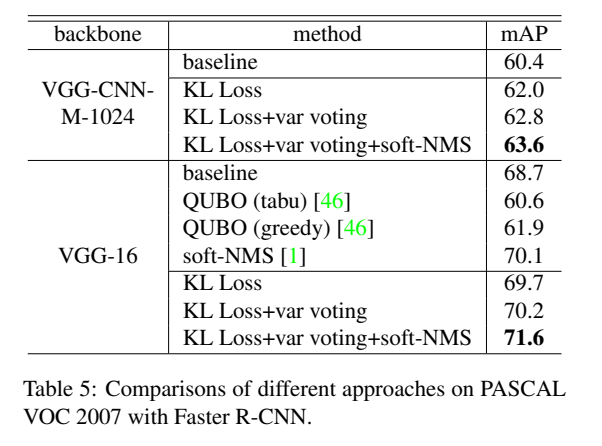 backbone method mAP
baseline 60.4
VGG-CNN- KL Loss 62.0
M-1024 KL Loss+var voting 62.8
KL Loss+var voting+soft-NMS 63.6
baseline 68.7
QUBO (tabu) [46] 60.6
QUBO (greedy) [46] 61.9
VGG-16 soft-NMS [1] 70.1
KL Loss 69.7
KL Loss+var voting 70.2
KL Loss+var voting+soft-NMS 71.6
Table 5: Comparisons of different approaches on PASCAL
VOC 2007 with Faster R-CNN.